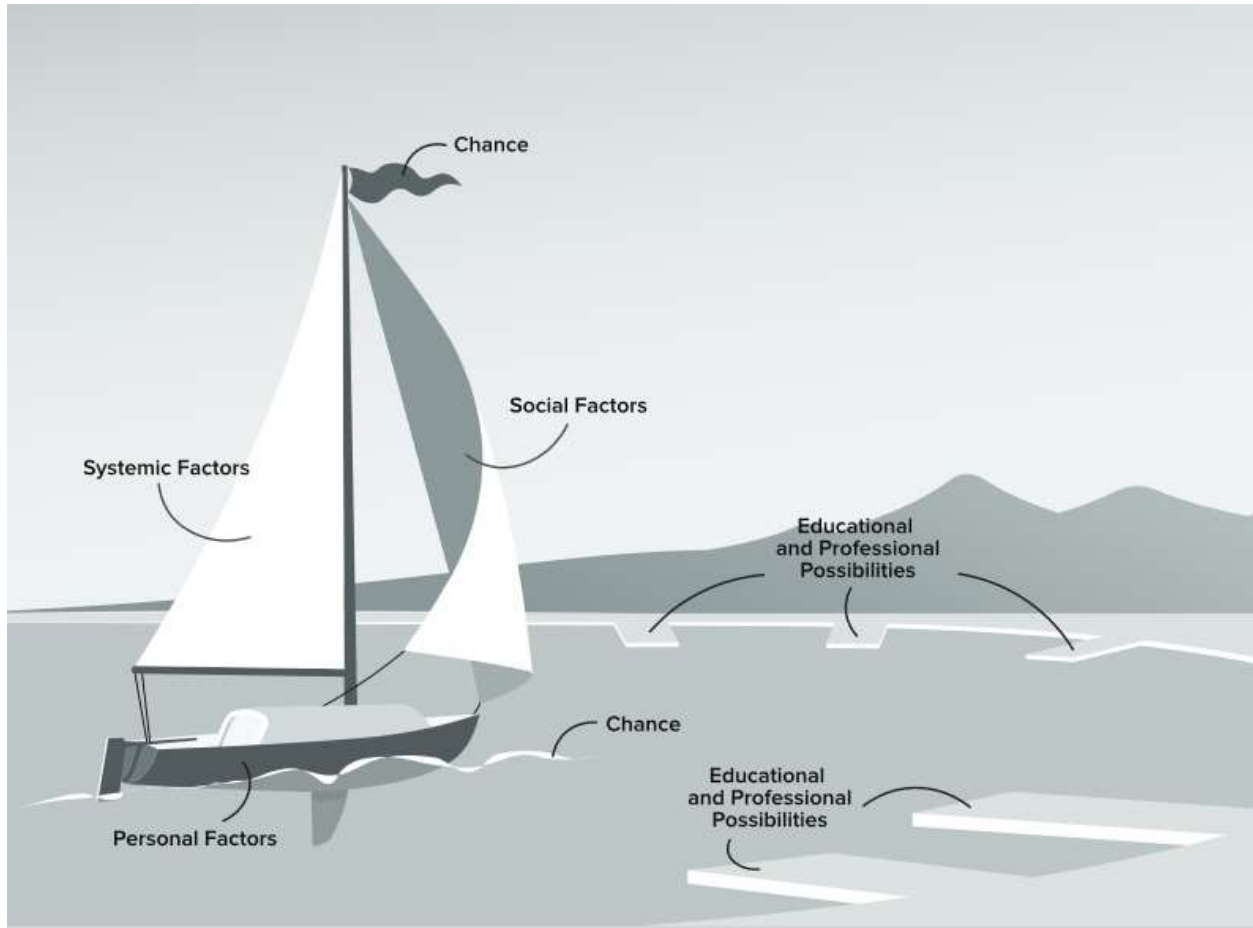 Chance
Social Factors
Systemic Factors
Educational
and Professional
Possibilities
Chance
Educational
and Professional
Possibilities
Personal Factors